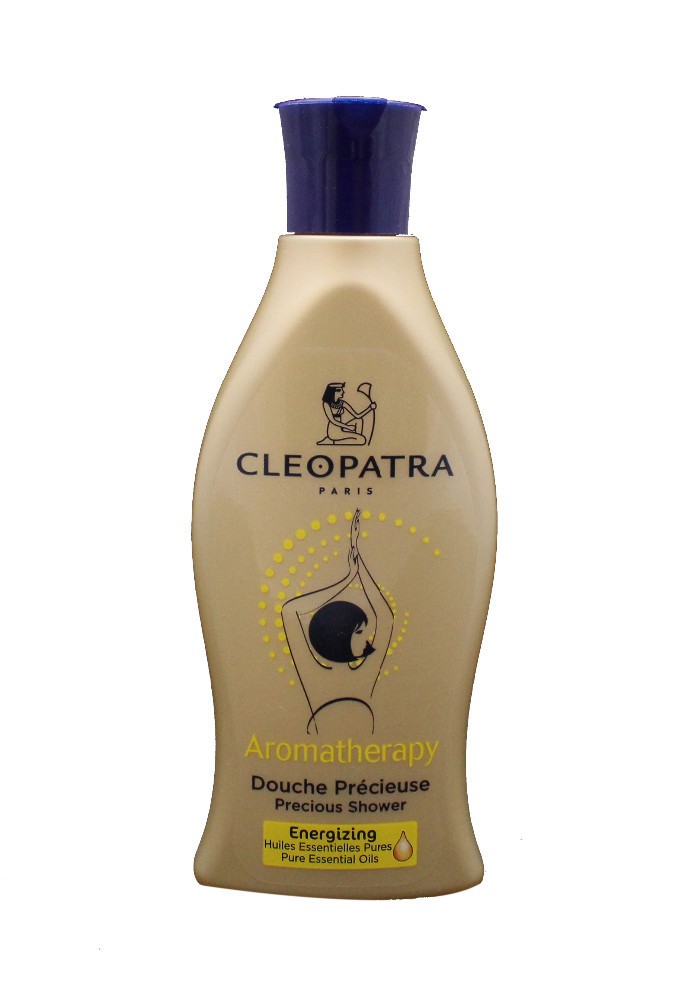 CLEOPATRA
PARIS
Aromatherapy
Douche Précieuse
Precious Shower
Energizing
Huiles Essentielles Pures
Pure Essential Oils